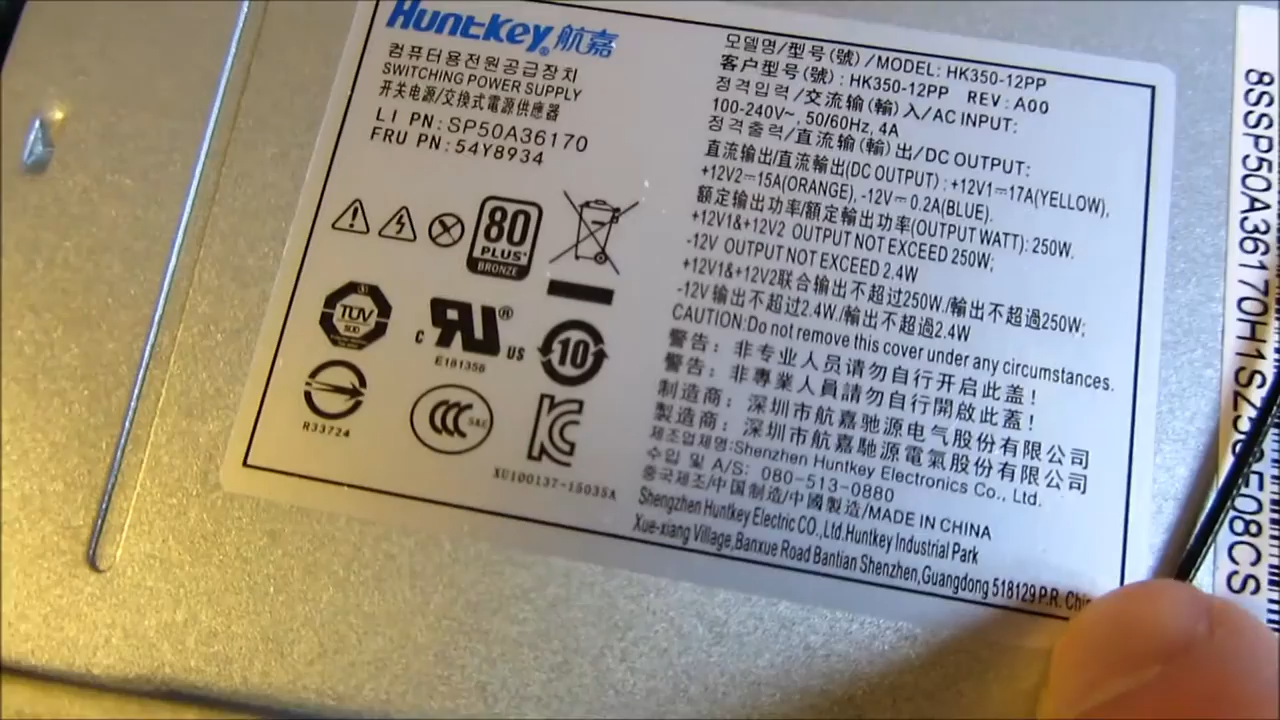 HuntKey® 航嘉
컴퓨터용전원공급장치
SWITCHING POWER SUPPLY
开关电源/交換式電源供應器
LI PN:SP50A36170
FRU PN:54Y8934
80
PLUS
BRONZE
TÜV
SUD
C RU ® US
E181356
10
R33724
CCC S&E
KC
XU100137-15035A
모델명/型号(號)/MODEL: HK350-12PP
客户型号(號): HK350-12PP REV: A00
정격입력/交流输(輸)入/AC INPUT:
100-240V~, 50/60Hz, 4A
정격출력/直流输(輸)出/DC OUTPUT:
直流输出/直流輸出(DC OUTPUT): +12V1⎓17A(YELLOW),
+12V2⎓15A(ORANGE), -12V⎓0.2A(BLUE).
额定输出功率/額定輸出功率(OUTPUT WATT): 250W.
+12V1&+12V2 OUTPUT NOT EXCEED 250W;
-12V OUTPUT NOT EXCEED 2.4W
+12V1&+12V2联合输出不超过250W./輸出不超過250W;
-12V输出不超过2.4W./輸出不超過2.4W
CAUTION:Do not remove this cover under any circumstances.
警告：非专业人员请勿自行开启此盖！
警告：非專業人員請勿自行開啟此蓋！
制造商：深圳市航嘉驰源电气股份有限公司
製造商：深圳市航嘉馳源電氣股份有限公司
제조업체명:Shenzhen Huntkey Electronics Co., Ltd.
수입 및 A/S: 080-513-0880
중국제조/中国制造/中國製造/MADE IN CHINA
Shengzhen Huntkey Electric CO.,Ltd.Huntkey Industrial Park
Xue-xiang Village,Banxue Road Bantian Shenzhen,Guangdong 518129 P.R.